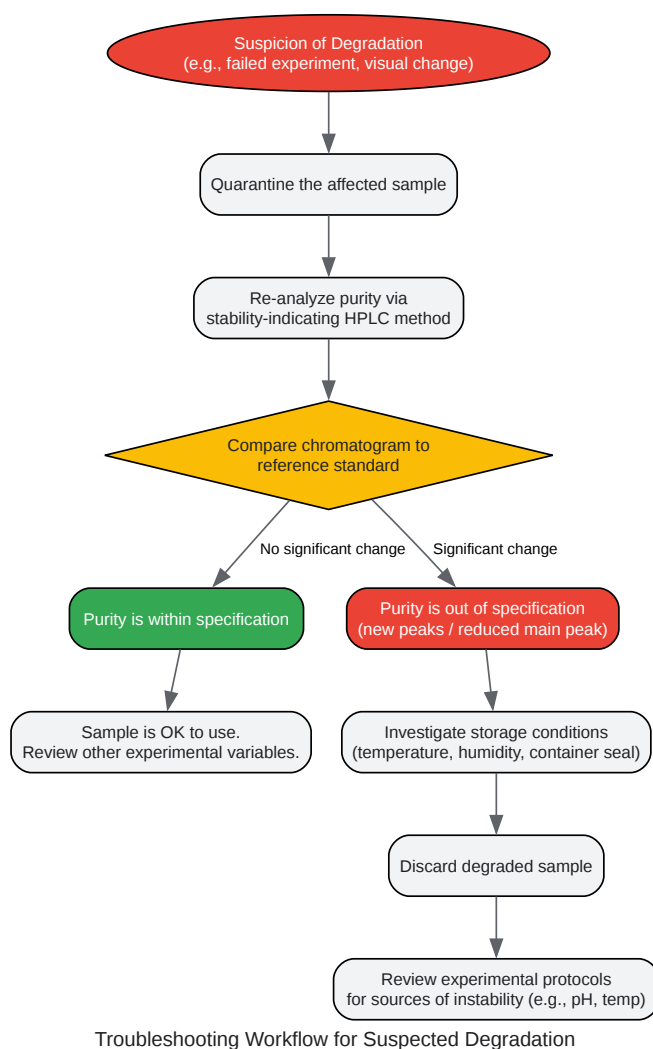 Suspicion of Degradation
(e.g., failed experiment, visual change)
Quarantine the affected sample
Re-analyze purity via
stability-indicating HPLC method
Compare chromatogram to
reference standard
No significant change
Significant change
Purity is within specification
Purity is out of specification
(new peaks / reduced main peak)
Sample is OK to use.
Review other experimental variables.
Investigate storage conditions
(temperature, humidity, container seal)
Discard degraded sample
Review experimental protocols
for sources of instability (e.g., pH, temp)
Troubleshooting Workflow for Suspected Degradation